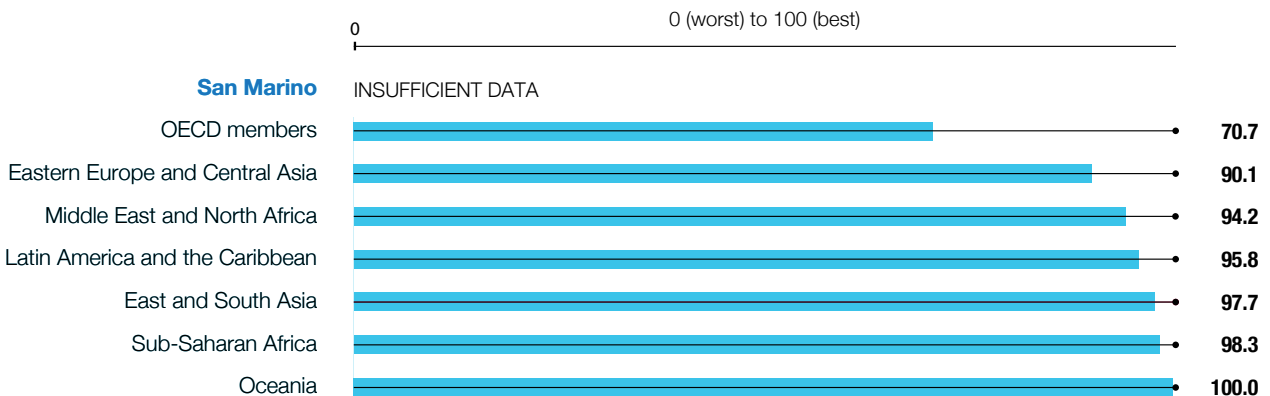 0 (worst) to 100 (best)
0
San Marino INSUFFICIENT DATA
OECD members 70.7
Eastern Europe and Central Asia 90.1
Middle East and North Africa 94.2
Latin America and the Caribbean 95.8
East and South Asia 97.7
Sub-Saharan Africa 98.3
Oceania 100.0